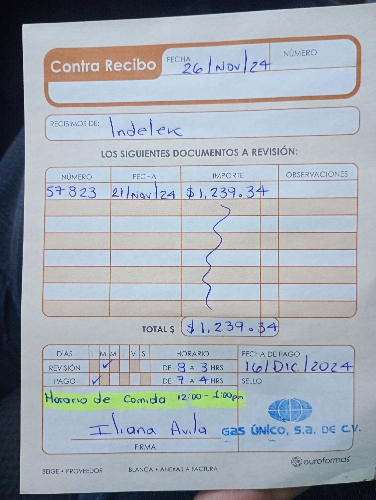 Contra Recibo
FECHA
26/Nov/24
NÚMERO
RECIBIMOS DE: Indelek
LOS SIGUIENTES DOCUMENTOS A REVISIÓN:
NÚMERO FECHA IMPORTE OBSERVACIONES
57823 21/Nov/24 $1,239.34
TOTAL $ $1,239.34
DÍAS L M M J V S HORARIO FECHA DE PAGO
REVISIÓN ✓ DE 8 A 3 HRS 16/DIC/2024
PAGO ✓ DE 7 A 4 HRS SELLO
Horario de Comida 12:00 - 1:00pm
Iliana Avila
Gas ÚNICO, S.a. DE C.V.
FIRMA
BEIGE • PROVEEDOR BLANCA • ANEXAR A FACTURA euroformas